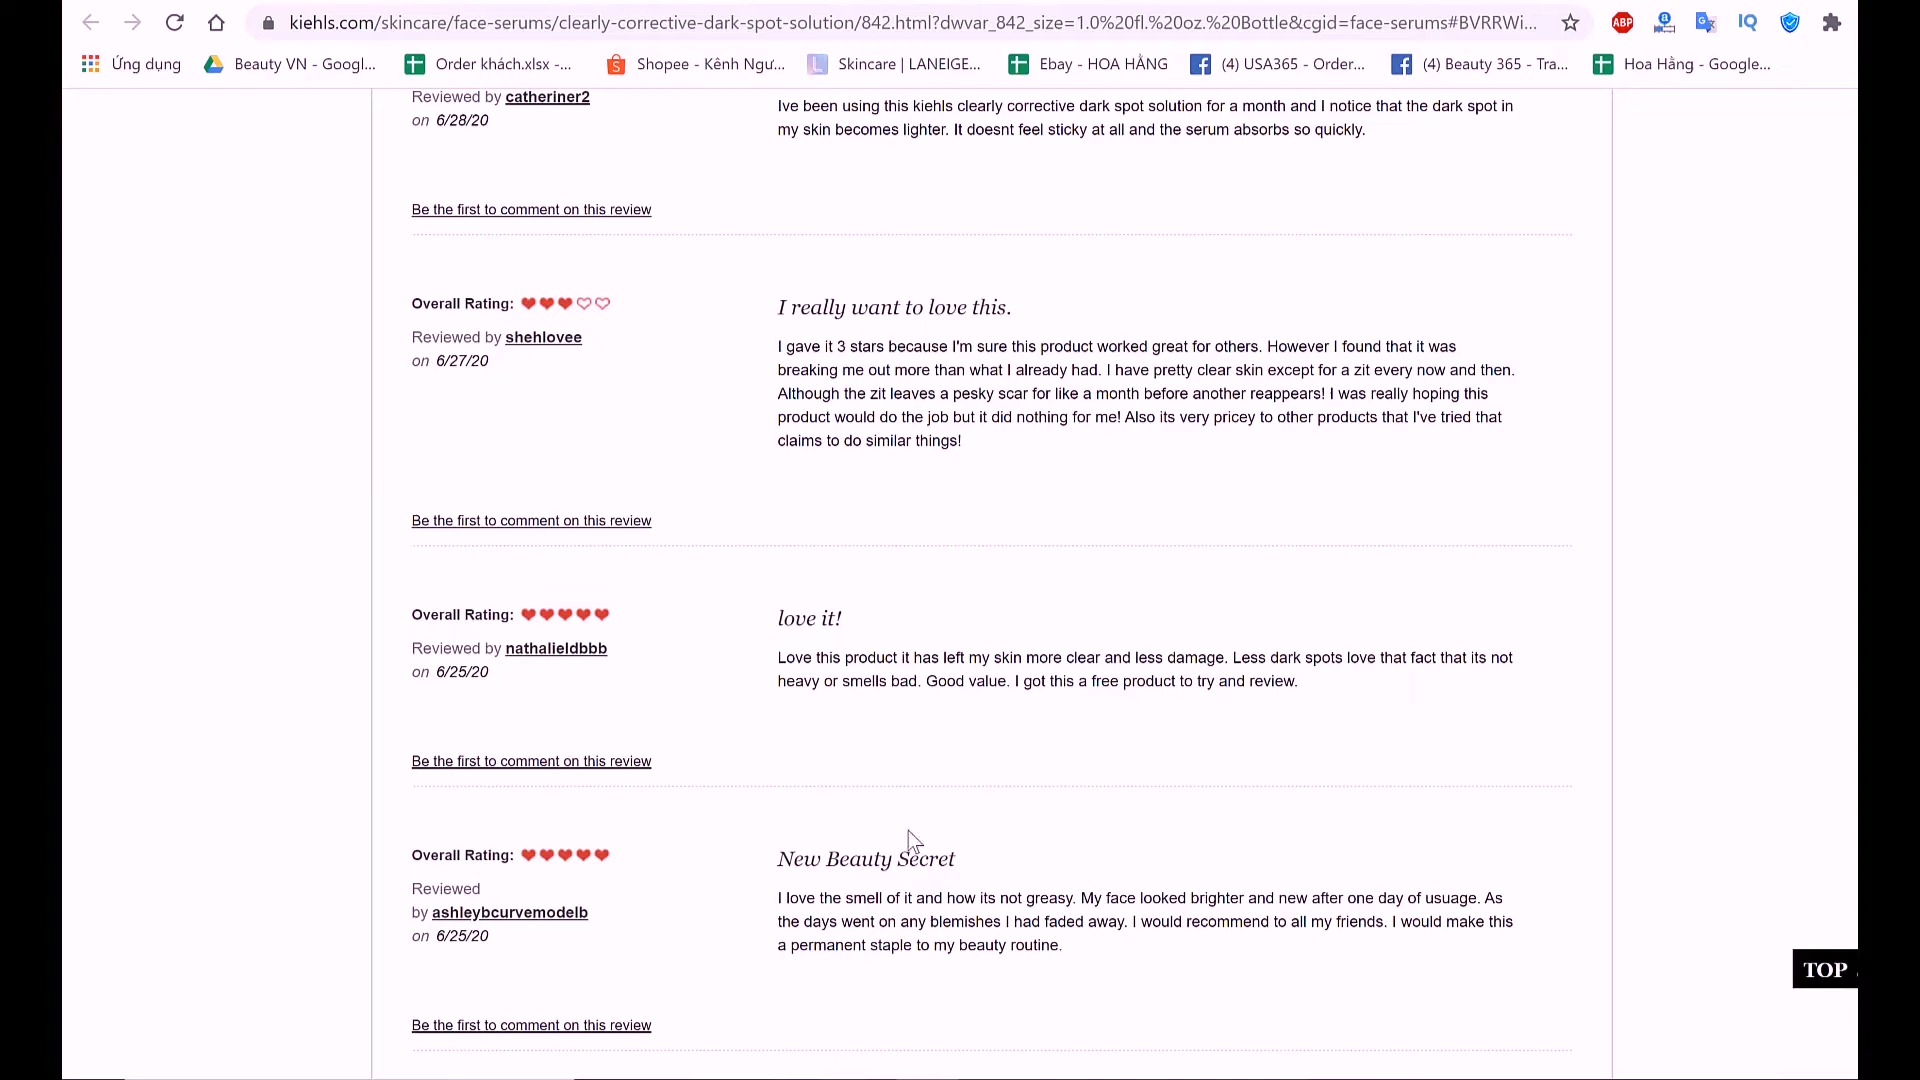 kiehls.com/skincare/face-serums/clearly-corrective-dark-spot-solution/842.html?dwvar_842_size=1.0%20fl.%20oz.%20Bottle&cgid=face-serums#BVRRWi...
ABP
Ứng dụng
Beauty VN - Googl...
Order khách.xlsx -...
Shopee - Kênh Ngư...
L
Skincare | LANEIGE...
Ebay - HOA HẰNG
(4) USA365 - Order...
(4) Beauty 365 - Tra...
Hoa Hằng - Google...
Reviewed by catheriner2
on 6/28/20
Ive been using this kiehls clearly corrective dark spot solution for a month and I notice that the dark spot in
my skin becomes lighter. It doesnt feel sticky at all and the serum absorbs so quickly.
Be the first to comment on this review
Overall Rating:
Reviewed by shehlovee
on 6/27/20
I really want to love this.
I gave it 3 stars because I'm sure this product worked great for others. However I found that it was
breaking me out more than what I already had. I have pretty clear skin except for a zit every now and then.
Although the zit leaves a pesky scar for like a month before another reappears! I was really hoping this
product would do the job but it did nothing for me! Also its very pricey to other products that I've tried that
claims to do similar things!
Be the first to comment on this review
Overall Rating:
Reviewed by nathalieldbbb
on 6/25/20
love it!
Love this product it has left my skin more clear and less damage. Less dark spots love that fact that its not
heavy or smells bad. Good value. I got this a free product to try and review.
Be the first to comment on this review
Overall Rating:
Reviewed
by ashleybcurvemodelb
on 6/25/20
New Beauty Secret
I love the smell of it and how its not greasy. My face looked brighter and new after one day of usuage. As
the days went on any blemishes I had faded away. I would recommend to all my friends. I would make this
a permanent staple to my beauty routine.
Be the first to comment on this review
TOP